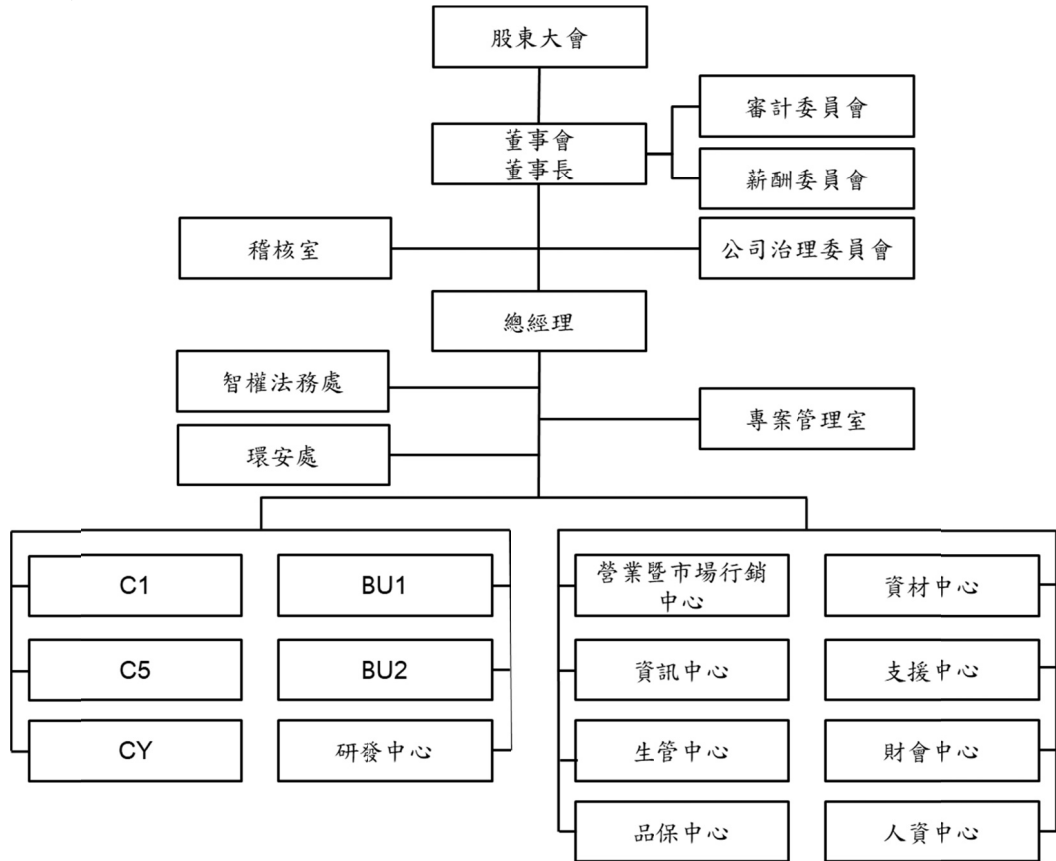 股東大會
董事會
董事長
審計委員會
薪酬委員會
稽核室
公司治理委員會
總經理
智權法務處
專案管理室
環安處
C1
BU1
營業暨市場行銷
中心
資材中心
C5
BU2
資訊中心
支援中心
CY
研發中心
生管中心
財會中心
品保中心
人資中心